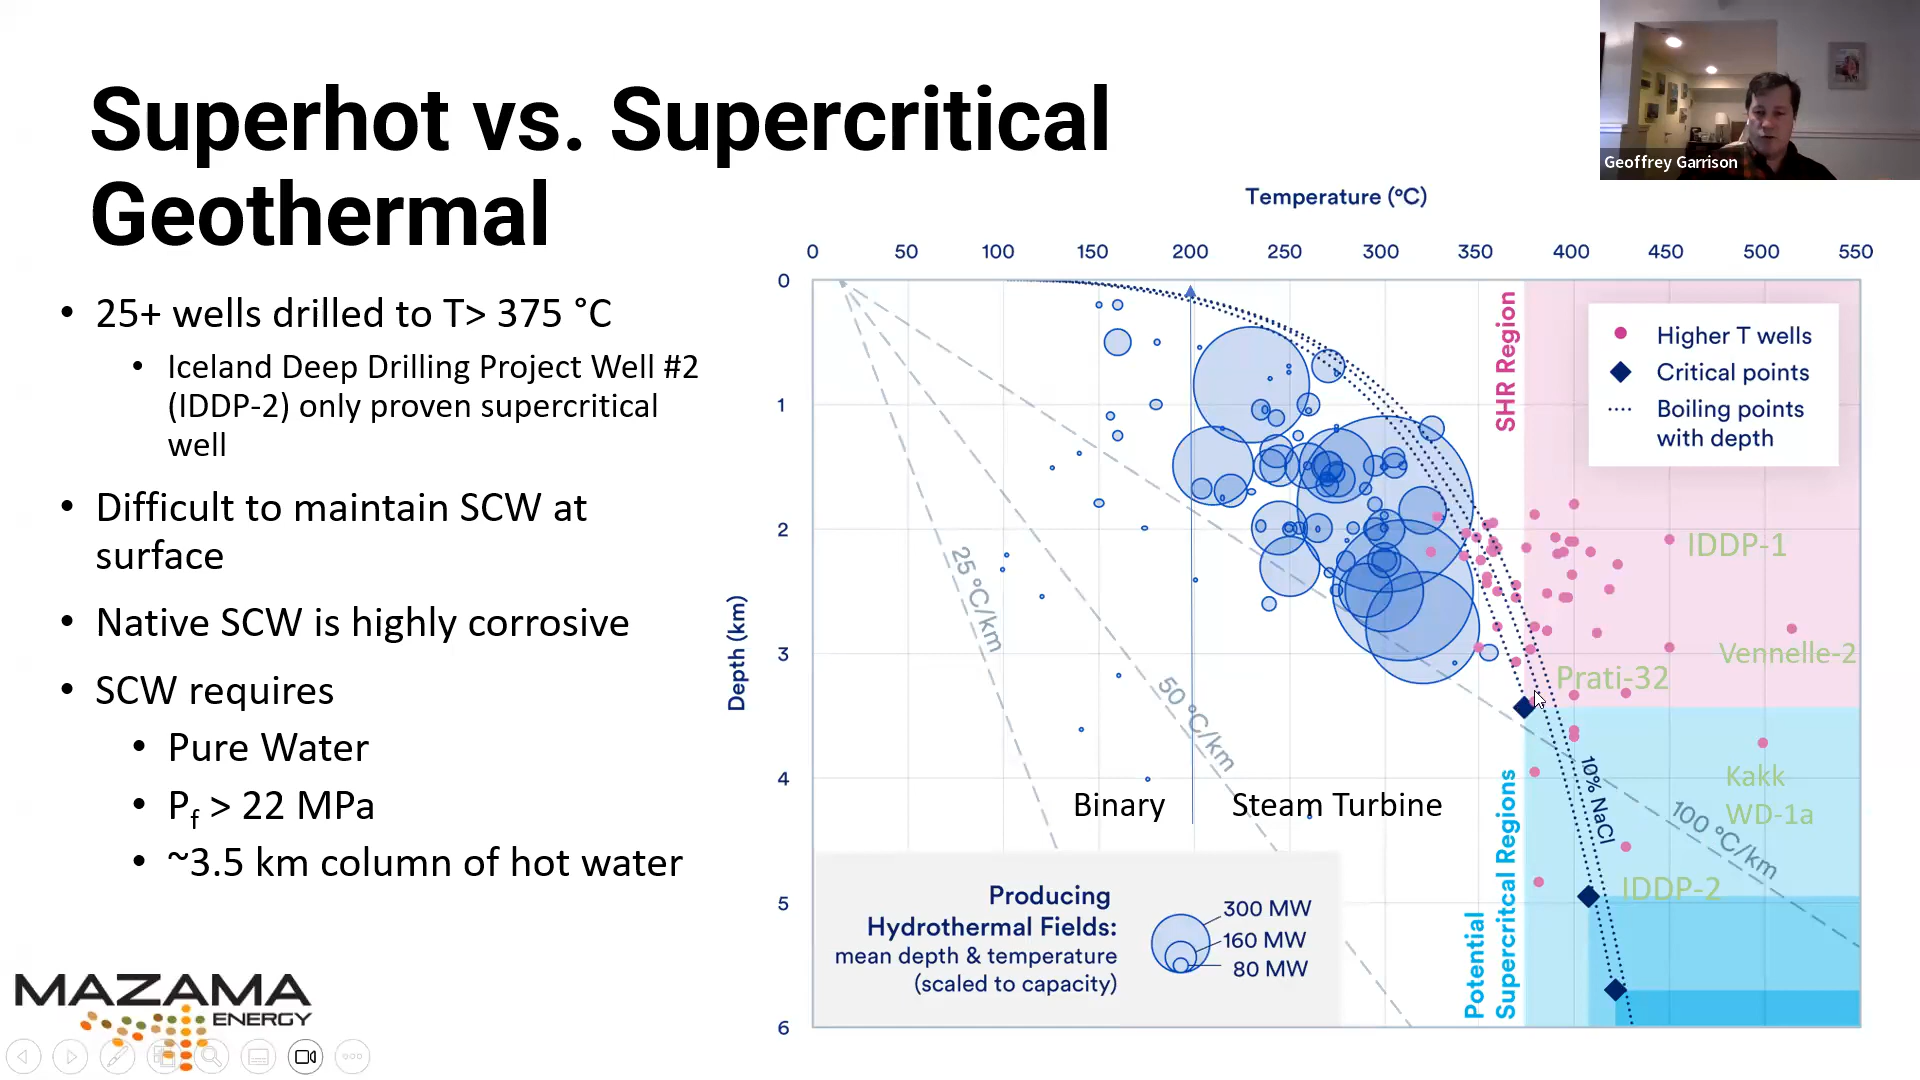 Superhot vs. Supercritical
Geothermal
• 25+ wells drilled to T> 375 °C
• Iceland Deep Drilling Project Well #2
(IDDP-2) only proven supercritical
well
• Difficult to maintain SCW at
surface
• Native SCW is highly corrosive
• SCW requires
• Pure Water
• Pf > 22 MPa
• ~3.5 km column of hot water
MAZAMA
ENERGY
Geoffrey Garrison
Temperature (°C)
0 50 100 150 200 250 300 350 400 450 500 550
Depth (km)
0
1
2
3
4
5
6
25 °C/km
50 °C/km
100 °C/km
10% NaCl
SHR Region
Potential
Supercritcal Regions
Higher T wells
Critical points
Boiling points
with depth
IDDP-1
Vennelle-2
Prati-32
Kakk
WD-1a
IDDP-2
Binary
Steam Turbine
Producing
Hydrothermal Fields:
mean depth & temperature
(scaled to capacity)
300 MW
160 MW
80 MW